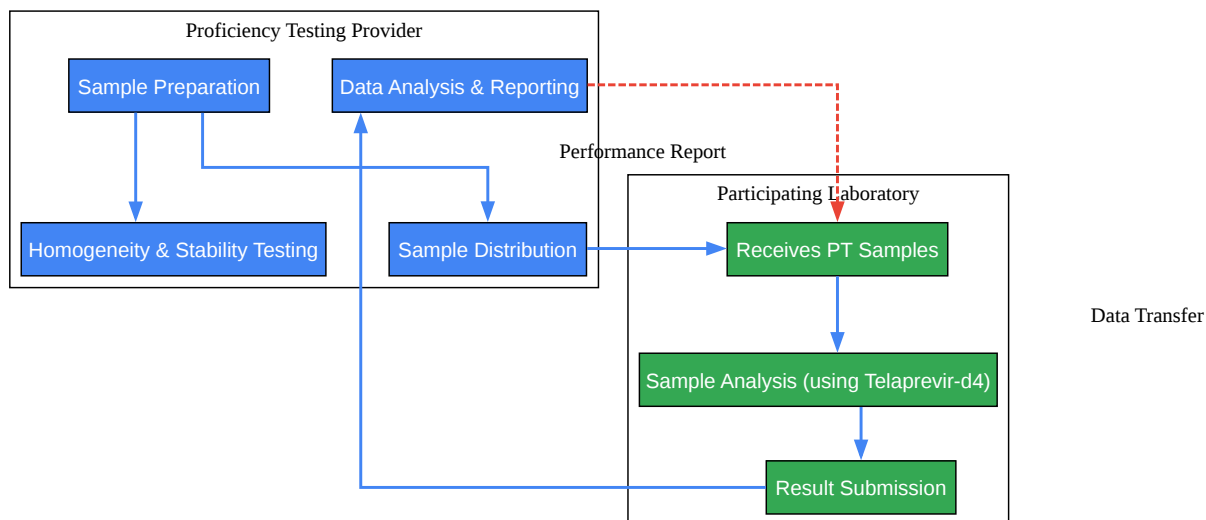 Proficiency Testing Provider
Sample Preparation
Data Analysis & Reporting
Performance Report
Participating Laboratory
Homogeneity & Stability Testing
Sample Distribution
Receives PT Samples
Data Transfer
Sample Analysis (using Telaprevir-d4)
Result Submission